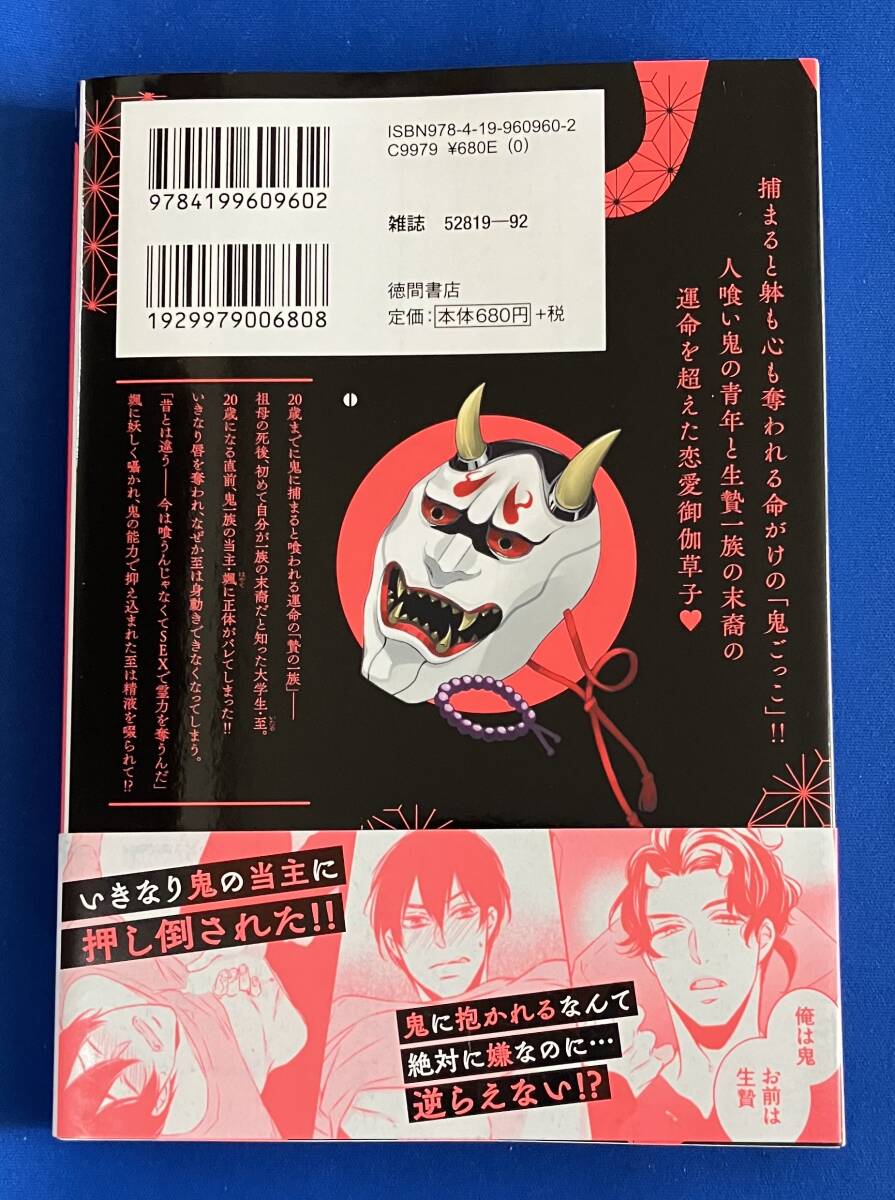 ISBN978-4-19-960960-2
C9979 ¥680E (0)
9784199609602
雑誌 52819—92
1929979006808
徳間書店
定価:本体680円+税
捕まると躰も心も奪われる命がけの「鬼ごっこ」!!
人喰い鬼の青年と生贄一族の末裔の
運命を超えた恋愛御伽草子♥
20歳までに鬼に捕まると喰われる運命の「贄の一族」——
祖母の死後、初めて自分が一族の末裔だと知った大学生・至。
いたる
20歳になる直前、鬼一族の当主・颯に正体がバレてしまった!!
はやて
いきなり唇を奪われ、なぜか至は身動きできなくなってしまう。
「昔とは違う——今は喰うんじゃなくてSEXで霊力を奪うんだ」
颯に妖しく囁かれ、鬼の能力で抑え込まれた至は精液を啜られて!?
いきなり鬼の当主に
押し倒された!!
鬼に抱かれるなんて
絶対に嫌なのに…
逆らえない!?
俺は鬼
お前は
生贄